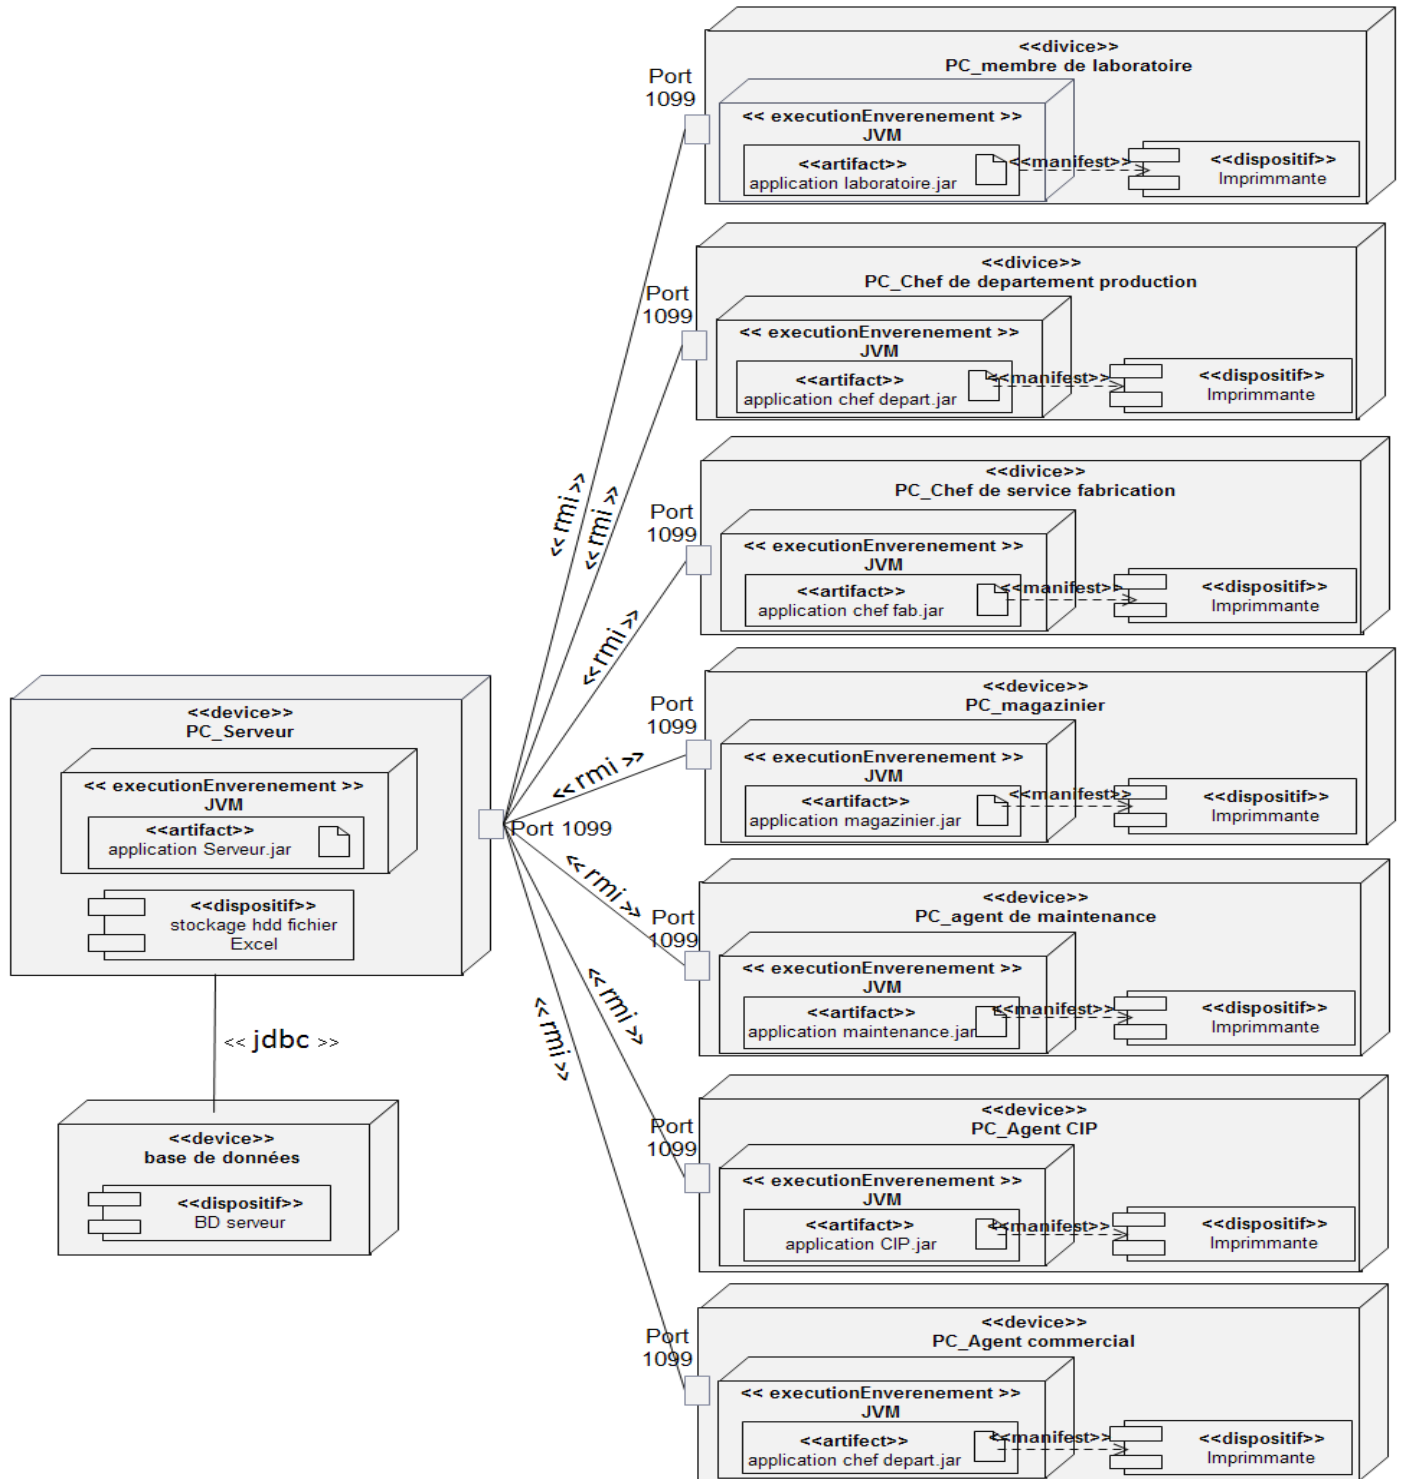 <<divice>>
PC_membre de laboratoire
Port
1099
<< executionEnverenement >>
JVM
<<artifact>>
application laboratoire.jar
<<manifest>>
<<dispositif>>
Imprimmante
<<divice>>
PC_Chef de departement production
Port
1099
<< executionEnverenement >>
JVM
<<artifact>>
application chef depart.jar
<<manifest>>
<<dispositif>>
Imprimmante
<<divice>>
PC_Chef de service fabrication
Port
1099
<< executionEnverenement >>
JVM
<<artifact>>
application chef fab.jar
<<manifest>>
<<dispositif>>
Imprimmante
<<device>>
PC_magazinier
Port
1099
<< executionEnverenement >>
JVM
<<artifact>>
application magazinier.jar
<<manifest>>
<<dispositif>>
Imprimmante
<<device>>
PC_agent de maintenance
Port
1099
<< executionEnverenement >>
JVM
<<artifact>>
application maintenance.jar
<<manifest>>
<<dispositif>>
Imprimmante
<<device>>
PC_Agent CIP
Port
1099
<< executionEnverenement >>
JVM
<<artifact>>
application CIP.jar
<<manifest>>
<<dispositif>>
Imprimmante
<<device>>
PC_Agent commercial
Port
1099
<< executionEnverenement >>
JVM
<<artifect>>
application chef depart.jar
<<manifest>>
<<dispositif>>
Imprimmante
<<rmi>>
<<rmi>>
<<rmi>>
<<rmi>>
<<rmi>>
<<rmi>>
<<rmi>>
<<device>>
PC_Serveur
<< executionEnverenement >>
JVM
<<artifact>>
application Serveur.jar
Port 1099
<<dispositif>>
stockage hdd fichier
Excel
<< jdbc >>
<<device>>
base de données
<<dispositif>>
BD serveur